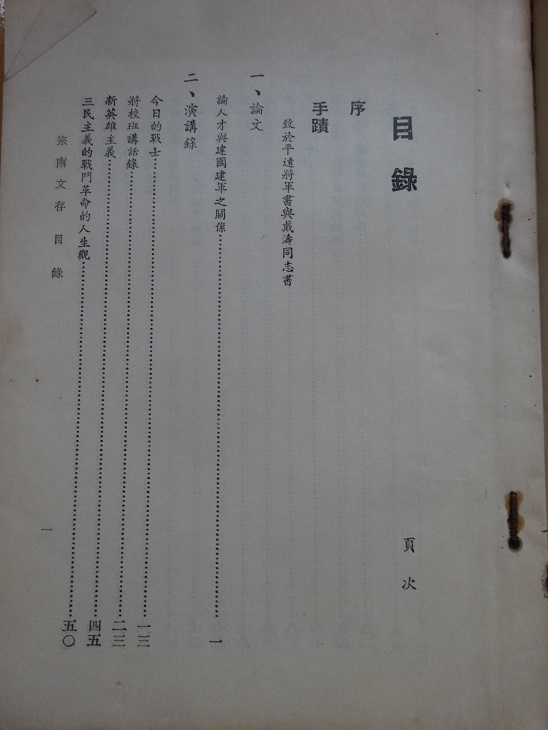 目錄
頁次
序
手蹟
致於平遠將軍書與戴濤同志書
一、論文
論人才與建國建軍之關係……一
二、演講錄
今日的戰士……一三
將校班講話錄……二三
新英雄主義……四五
三民主義的戰鬥革命的人生觀……五〇
宗南文存 目錄
一